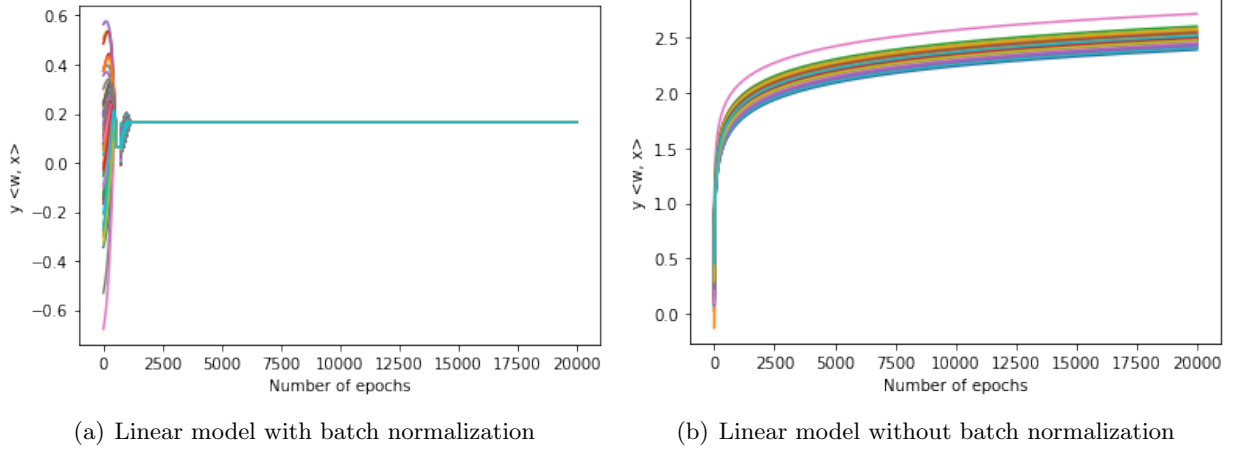 0.6
0.4
0.2
0.0
−0.2
−0.4
−0.6
y <w, x>
0 2500 5000 7500 10000 12500 15000 17500 20000
Number of epochs
(a) Linear model with batch normalization
2.5
2.0
1.5
1.0
0.5
0.0
y <w, x>
0 2500 5000 7500 10000 12500 15000 17500 20000
Number of epochs
(b) Linear model without batch normalization